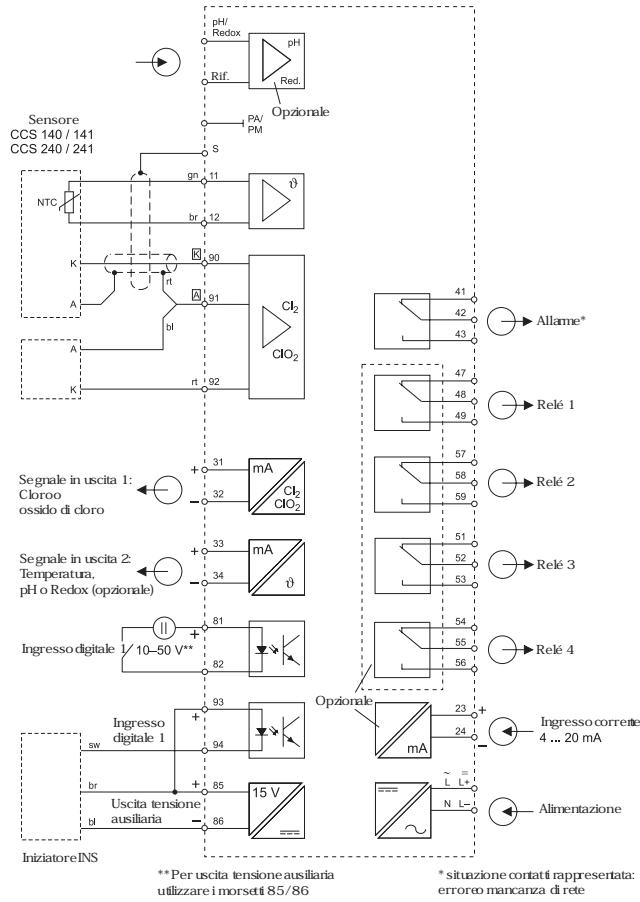 pH/
Redox
pH
Rif.
Red.
Opzionale
PA/
PM
Sensore
CCS 140 / 141
CCS 240 / 241
S
gn 11
ϑ
NTC
br 12
K
K 90
rt
A
A 91
Cl2
bl
ClO2
A
K
rt 92
41
42
43
Allarme*
47
48
49
Relé 1
57
58
59
Relé 2
51
52
53
Relé 3
54
55
56
Relé 4
Segnale in uscita 1:
Cloro o
ossido di cloro
+ 31
– 32
mA
Cl2
ClO2
Segnale in uscita 2:
Temperatura,
pH o Redox (opzionale)
+ 33
– 34
mA
ϑ
Ingresso digitale 1
81
+
10–50 V**
82
Ingresso
digitale 1
93
+
sw
94
br
+ 85
Uscita tensione
ausiliaria
bl
– 86
15 V
Iniziatore INS
Opzionale
mA
23 +
24 –
Ingresso corrente
4 ... 20 mA
~ =
L L+
N L–
Alimentazione
** Per uscita tensione ausiliaria
utilizzare i morsetti 85/86
* situazione contatti rappresentata:
errore o mancanza di rete